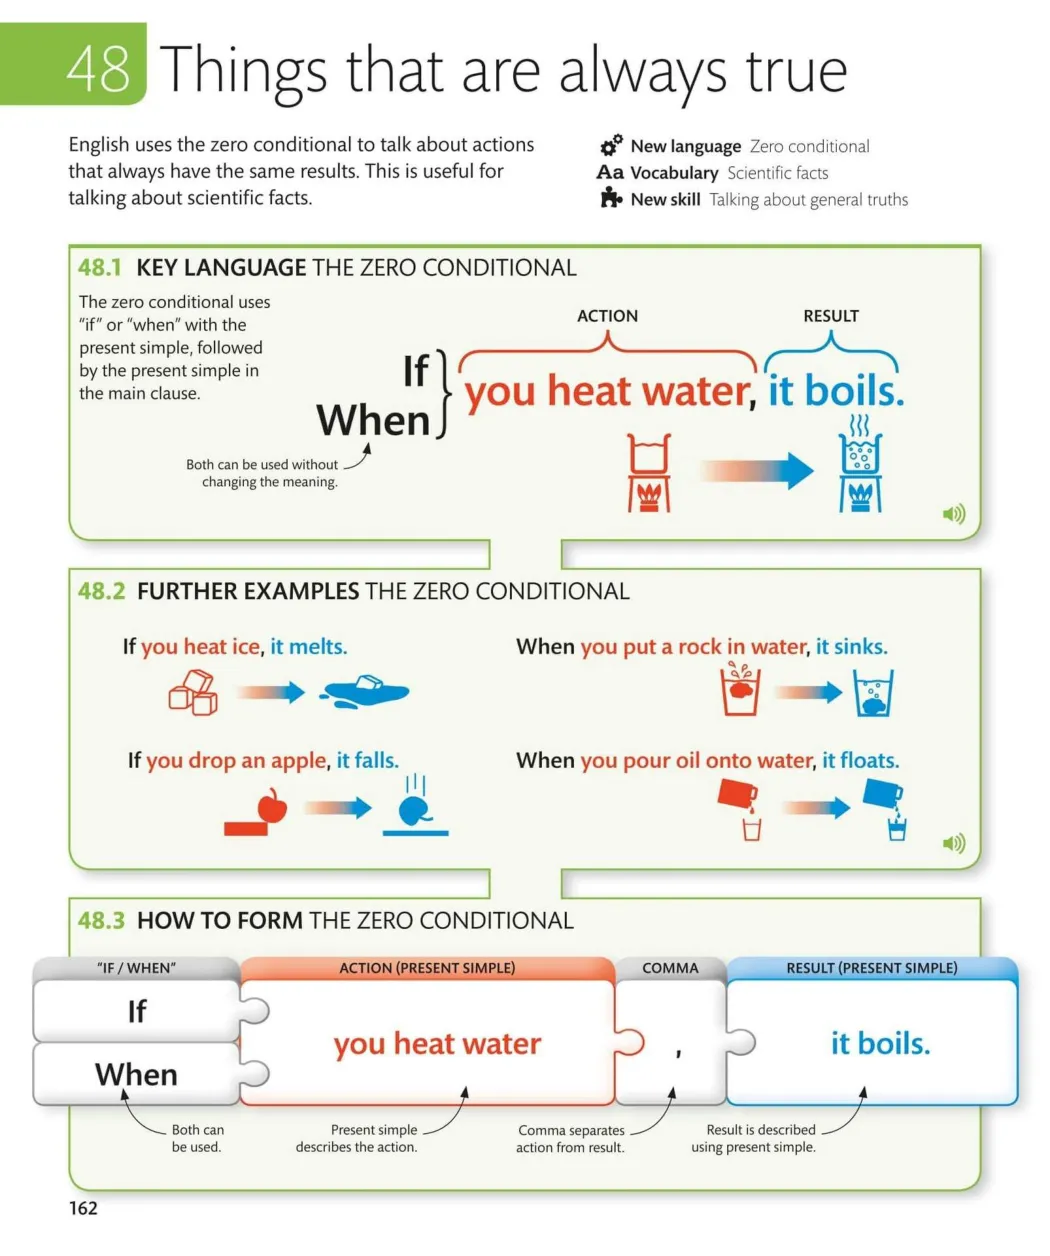 48 Things that are always true
English uses the zero conditional to talk about actions
that always have the same results. This is useful for
talking about scientific facts.
New language Zero conditional
Aa Vocabulary Scientific facts
New skill Talking about general truths
48.1 KEY LANGUAGE THE ZERO CONDITIONAL
The zero conditional uses
“if” or “when” with the
present simple, followed
by the present simple in
the main clause.
ACTION RESULT
If
When
you heat water, it boils.
Both can be used without
changing the meaning.
48.2 FURTHER EXAMPLES THE ZERO CONDITIONAL
If you heat ice, it melts.
When you put a rock in water, it sinks.
If you drop an apple, it falls.
When you pour oil onto water, it floats.
48.3 HOW TO FORM THE ZERO CONDITIONAL
“IF / WHEN” ACTION (PRESENT SIMPLE) COMMA RESULT (PRESENT SIMPLE)
If
When
you heat water , it boils.
Both can
be used.
Present simple
describes the action.
Comma separates
action from result.
Result is described
using present simple.
162